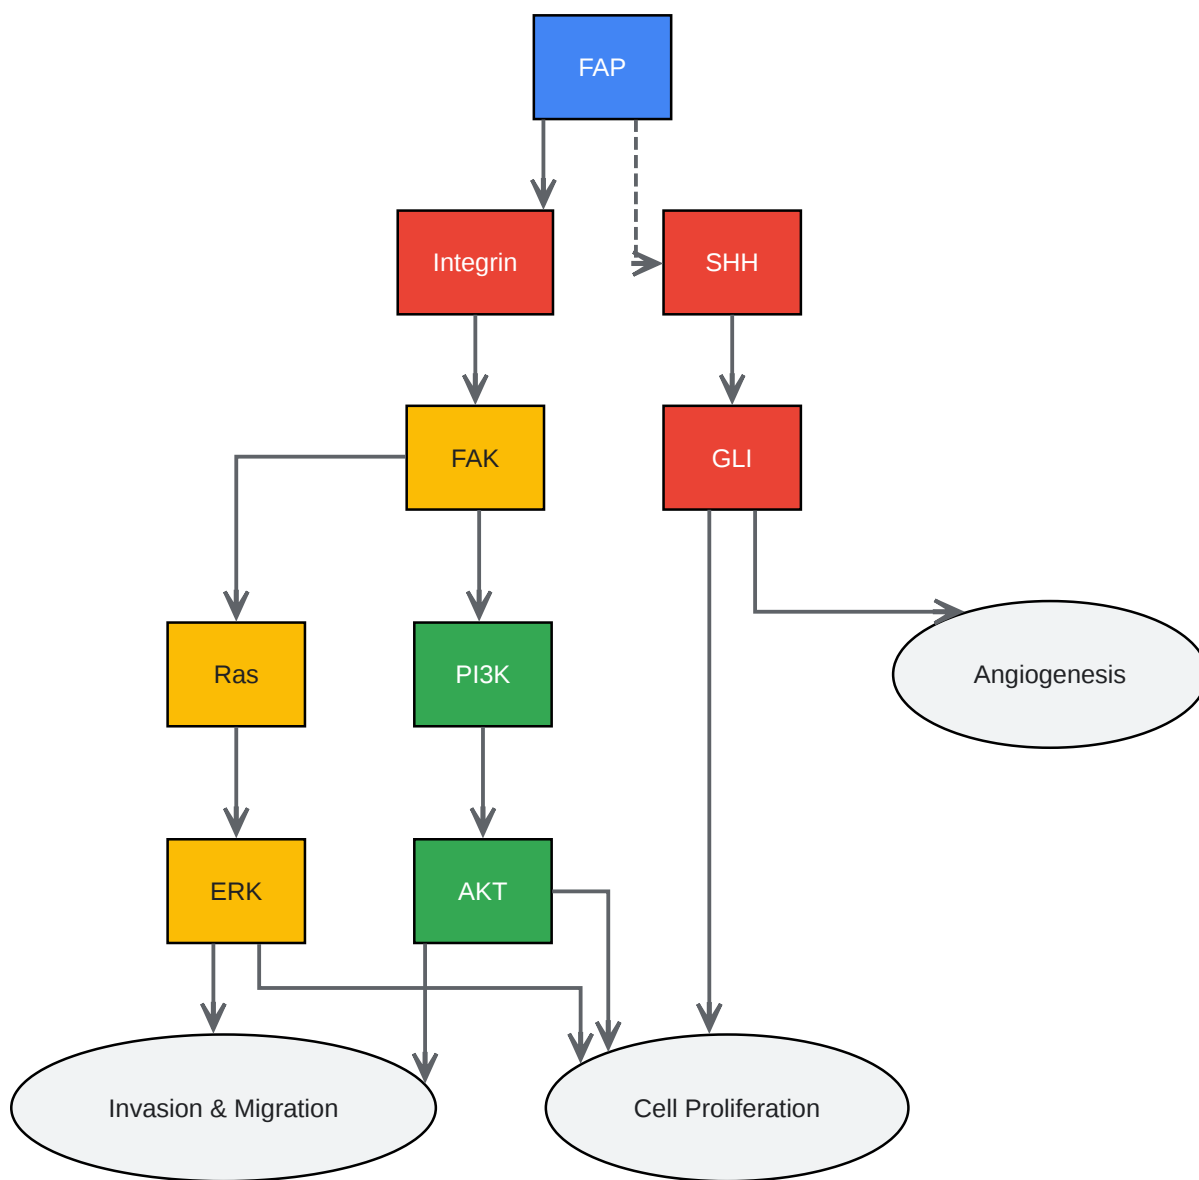 FAP
Integrin
SHH
FAK
GLI
Ras
PI3K
Angiogenesis
ERK
AKT
Invasion & Migration
Cell Proliferation